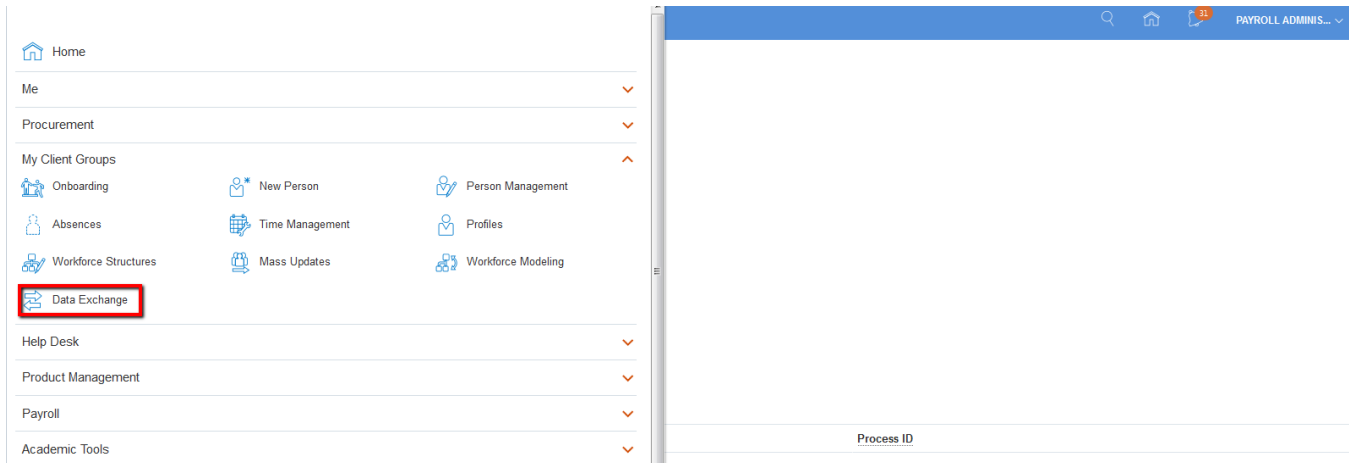 31
PAYROLL ADMINIS...
Home
Me
Procurement
My Client Groups
Onboarding
New Person
Person Management
Absences
Time Management
Profiles
Workforce Structures
Mass Updates
Workforce Modeling
Data Exchange
Help Desk
Product Management
Payroll
Academic Tools
Process ID